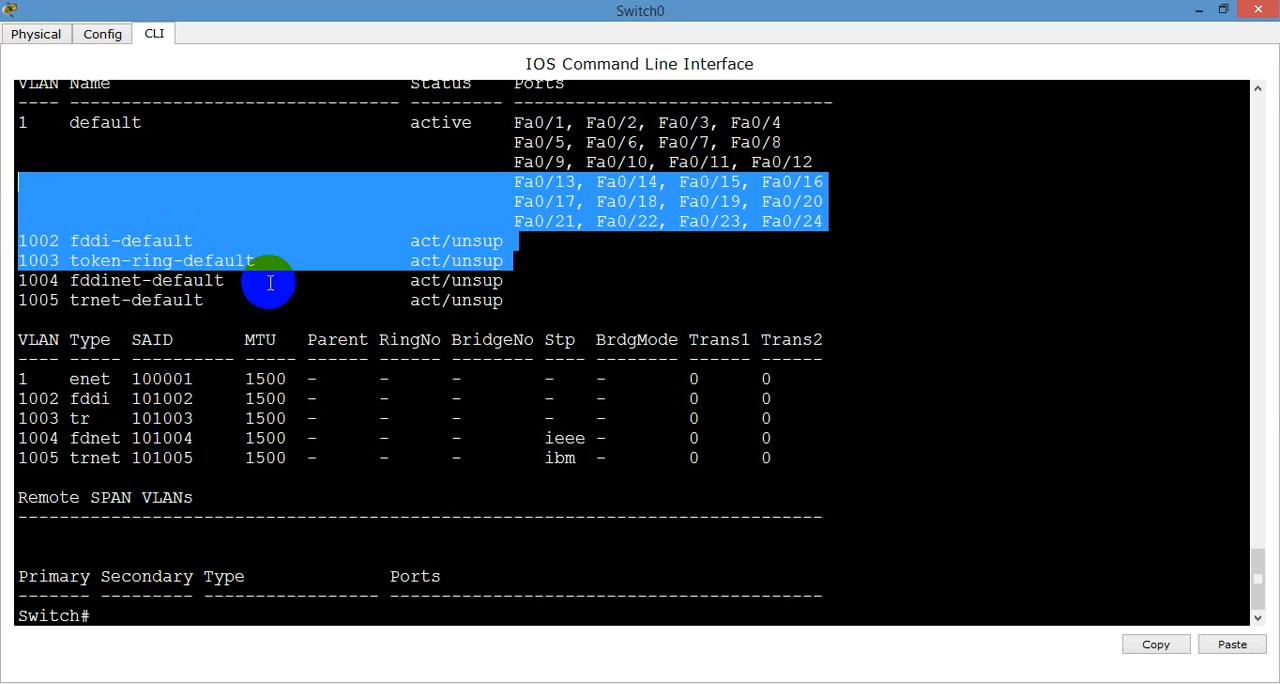 Switch0
Physical Config CLI
IOS Command Line Interface
VLAN Name                             Status    Ports
---- -------------------------------- --------- -------------------------------
1    default                          active    Fa0/1, Fa0/2, Fa0/3, Fa0/4
                                                Fa0/5, Fa0/6, Fa0/7, Fa0/8
                                                Fa0/9, Fa0/10, Fa0/11, Fa0/12
                                                Fa0/13, Fa0/14, Fa0/15, Fa0/16
                                                Fa0/17, Fa0/18, Fa0/19, Fa0/20
                                                Fa0/21, Fa0/22, Fa0/23, Fa0/24
1002 fddi-default                     act/unsup
1003 token-ring-default               act/unsup
1004 fddinet-default                  act/unsup
1005 trnet-default                    act/unsup
VLAN Type  SAID       MTU   Parent RingNo BridgeNo Stp  BrdgMode Trans1 Trans2
---- ----- ---------- ----- ------ ------ -------- ---- -------- ------ ------
1    enet  100001     1500  -      -      -        -    -        0      0
1002 fddi  101002     1500  -      -      -        -    -        0      0
1003 tr    101003     1500  -      -      -        -    -        0      0
1004 fdnet 101004     1500  -      -      -        ieee -        0      0
1005 trnet 101005     1500  -      -      -        ibm  -        0      0
Remote SPAN VLANs
------------------------------------------------------------------------------
Primary Secondary Type              Ports
------- --------- ----------------- ------------------------------------------
Switch#
Copy Paste